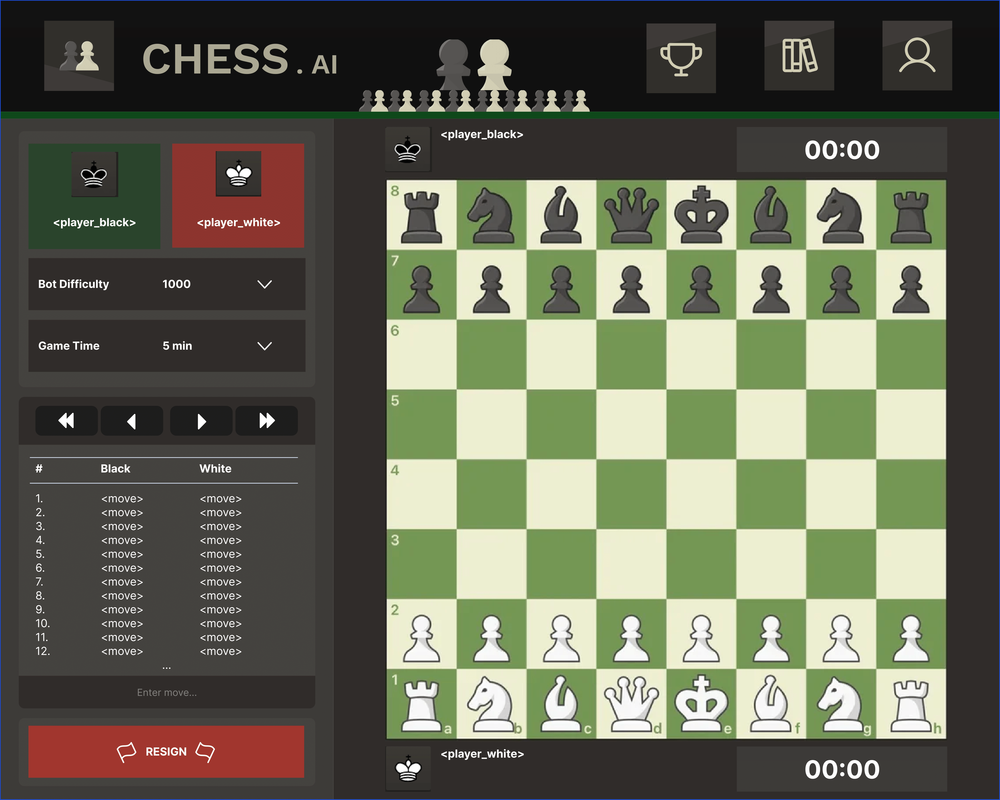 CHESS . AI
<player_black>
<player_white>
Bot Difficulty 1000
Game Time 5 min
# Black White
1. <move> <move>
2. <move> <move>
3. <move> <move>
4. <move> <move>
5. <move> <move>
6. <move> <move>
7. <move> <move>
8. <move> <move>
9. <move> <move>
10. <move> <move>
11. <move> <move>
12. <move> <move>
...
Enter move...
RESIGN
<player_black>
00:00
8
7
6
5
4
3
2
1
a b c d e f g h
<player_white>
00:00